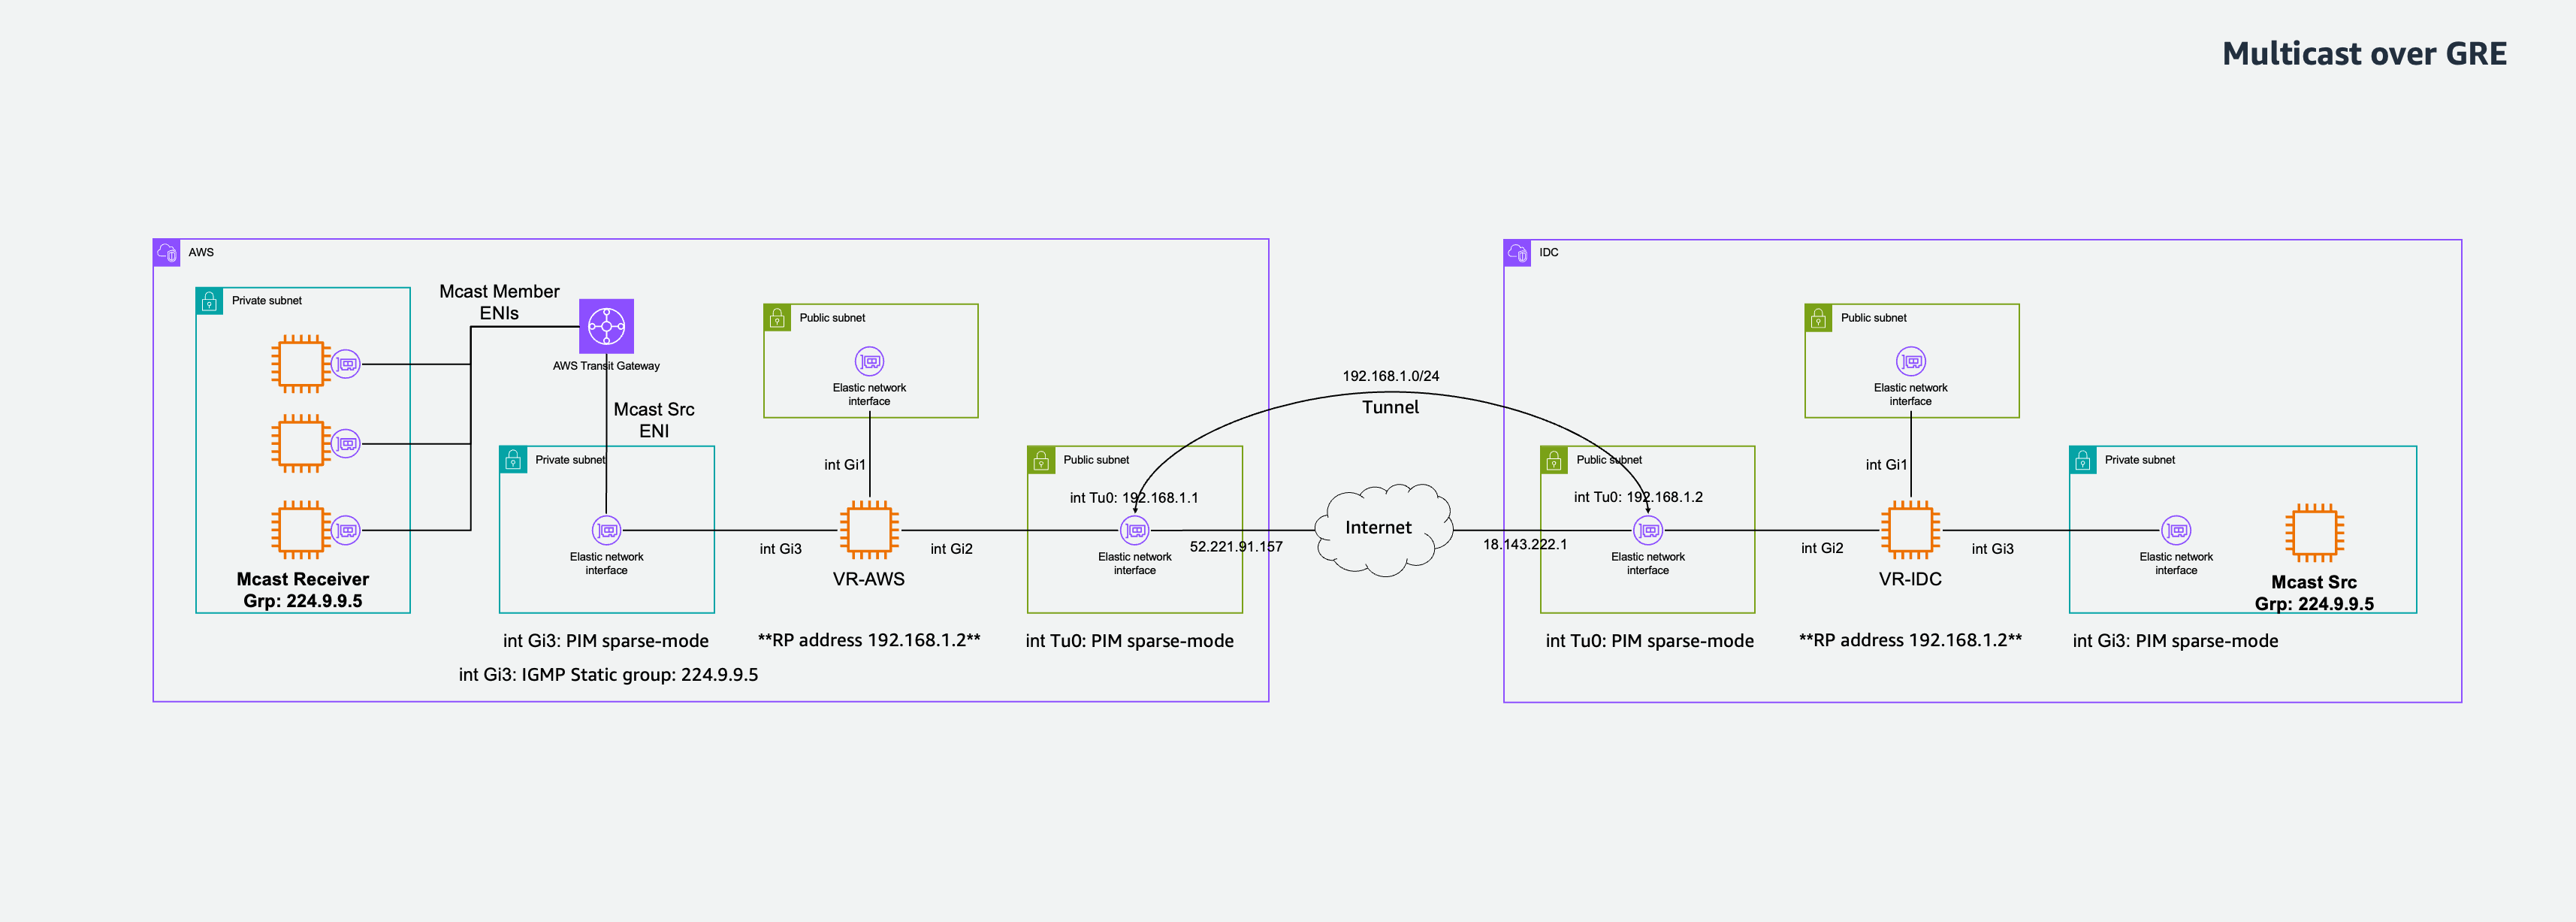 Multicast over GRE
AWS
Private subnet
Mcast Receiver
Grp: 224.9.9.5
Mcast Member
ENIs
AWS Transit Gateway
Mcast Src
ENI
Private subnet
Elastic network
interface
int Gi3: PIM sparse-mode
int Gi3: IGMP Static group: 224.9.9.5
Public subnet
Elastic network
interface
int Gi1
int Gi3
int Gi2
VR-AWS
**RP address 192.168.1.2**
Public subnet
int Tu0: 192.168.1.1
Elastic network
interface
52.221.91.157
int Tu0: PIM sparse-mode
192.168.1.0/24
Tunnel
Internet
IDC
18.143.222.1
Public subnet
int Tu0: 192.168.1.2
Elastic network
interface
int Tu0: PIM sparse-mode
Public subnet
Elastic network
interface
int Gi1
int Gi2
int Gi3
VR-IDC
**RP address 192.168.1.2**
Private subnet
Elastic network
interface
Mcast Src
Grp: 224.9.9.5
int Gi3: PIM sparse-mode